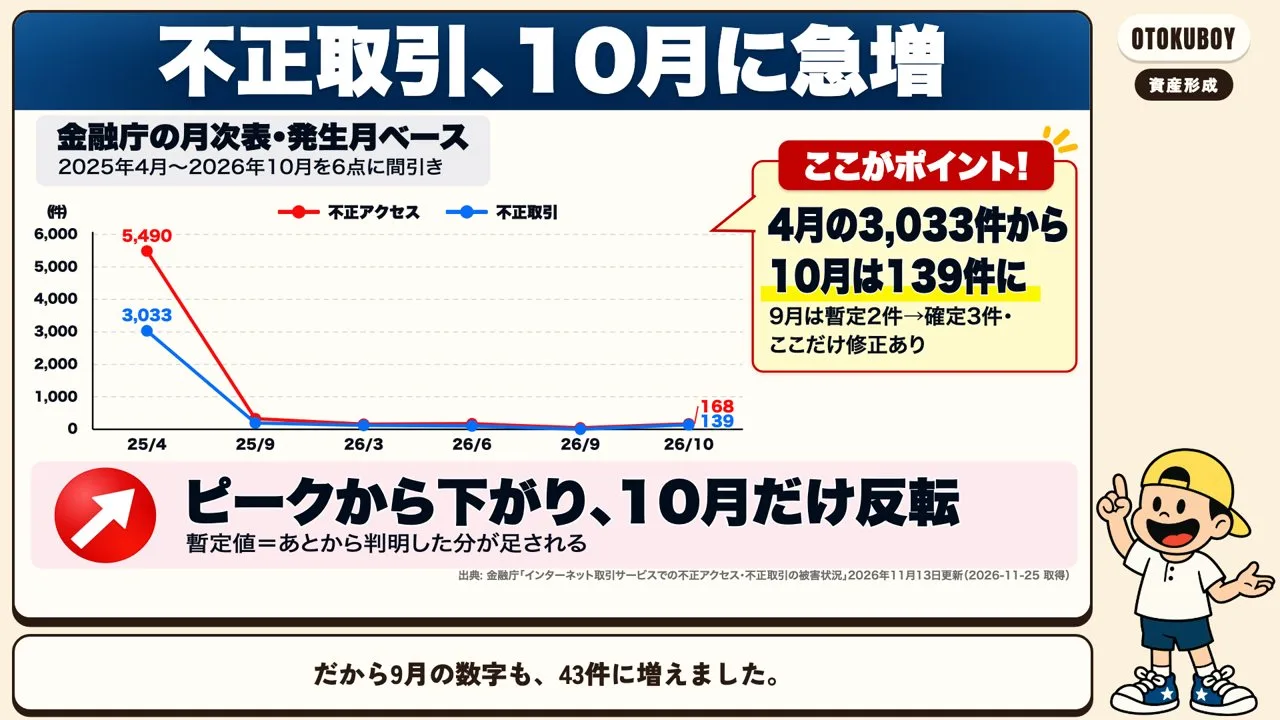 不正取引、10月に急増
OTOKUBOY
資産形成
金融庁の月次表・発生月ベース
2025年4月〜2026年10月を6点に間引き
(件)
不正アクセス
不正取引
6,000
5,000
4,000
3,000
2,000
1,000
0
5,490
3,033
168
139
25/4
25/9
26/3
26/6
26/9
26/10
ここがポイント!
4月の3,033件から
10月は139件に
9月は暫定2件→確定3件・
ここだけ修正あり
ピークから下がり、10月だけ反転
暫定値=あとから判明した分が足される
出典: 金融庁「インターネット取引サービスでの不正アクセス・不正取引の被害状況」2026年11月13日更新(2026-11-25 取得)
だから9月の数字も、43件に増えました。